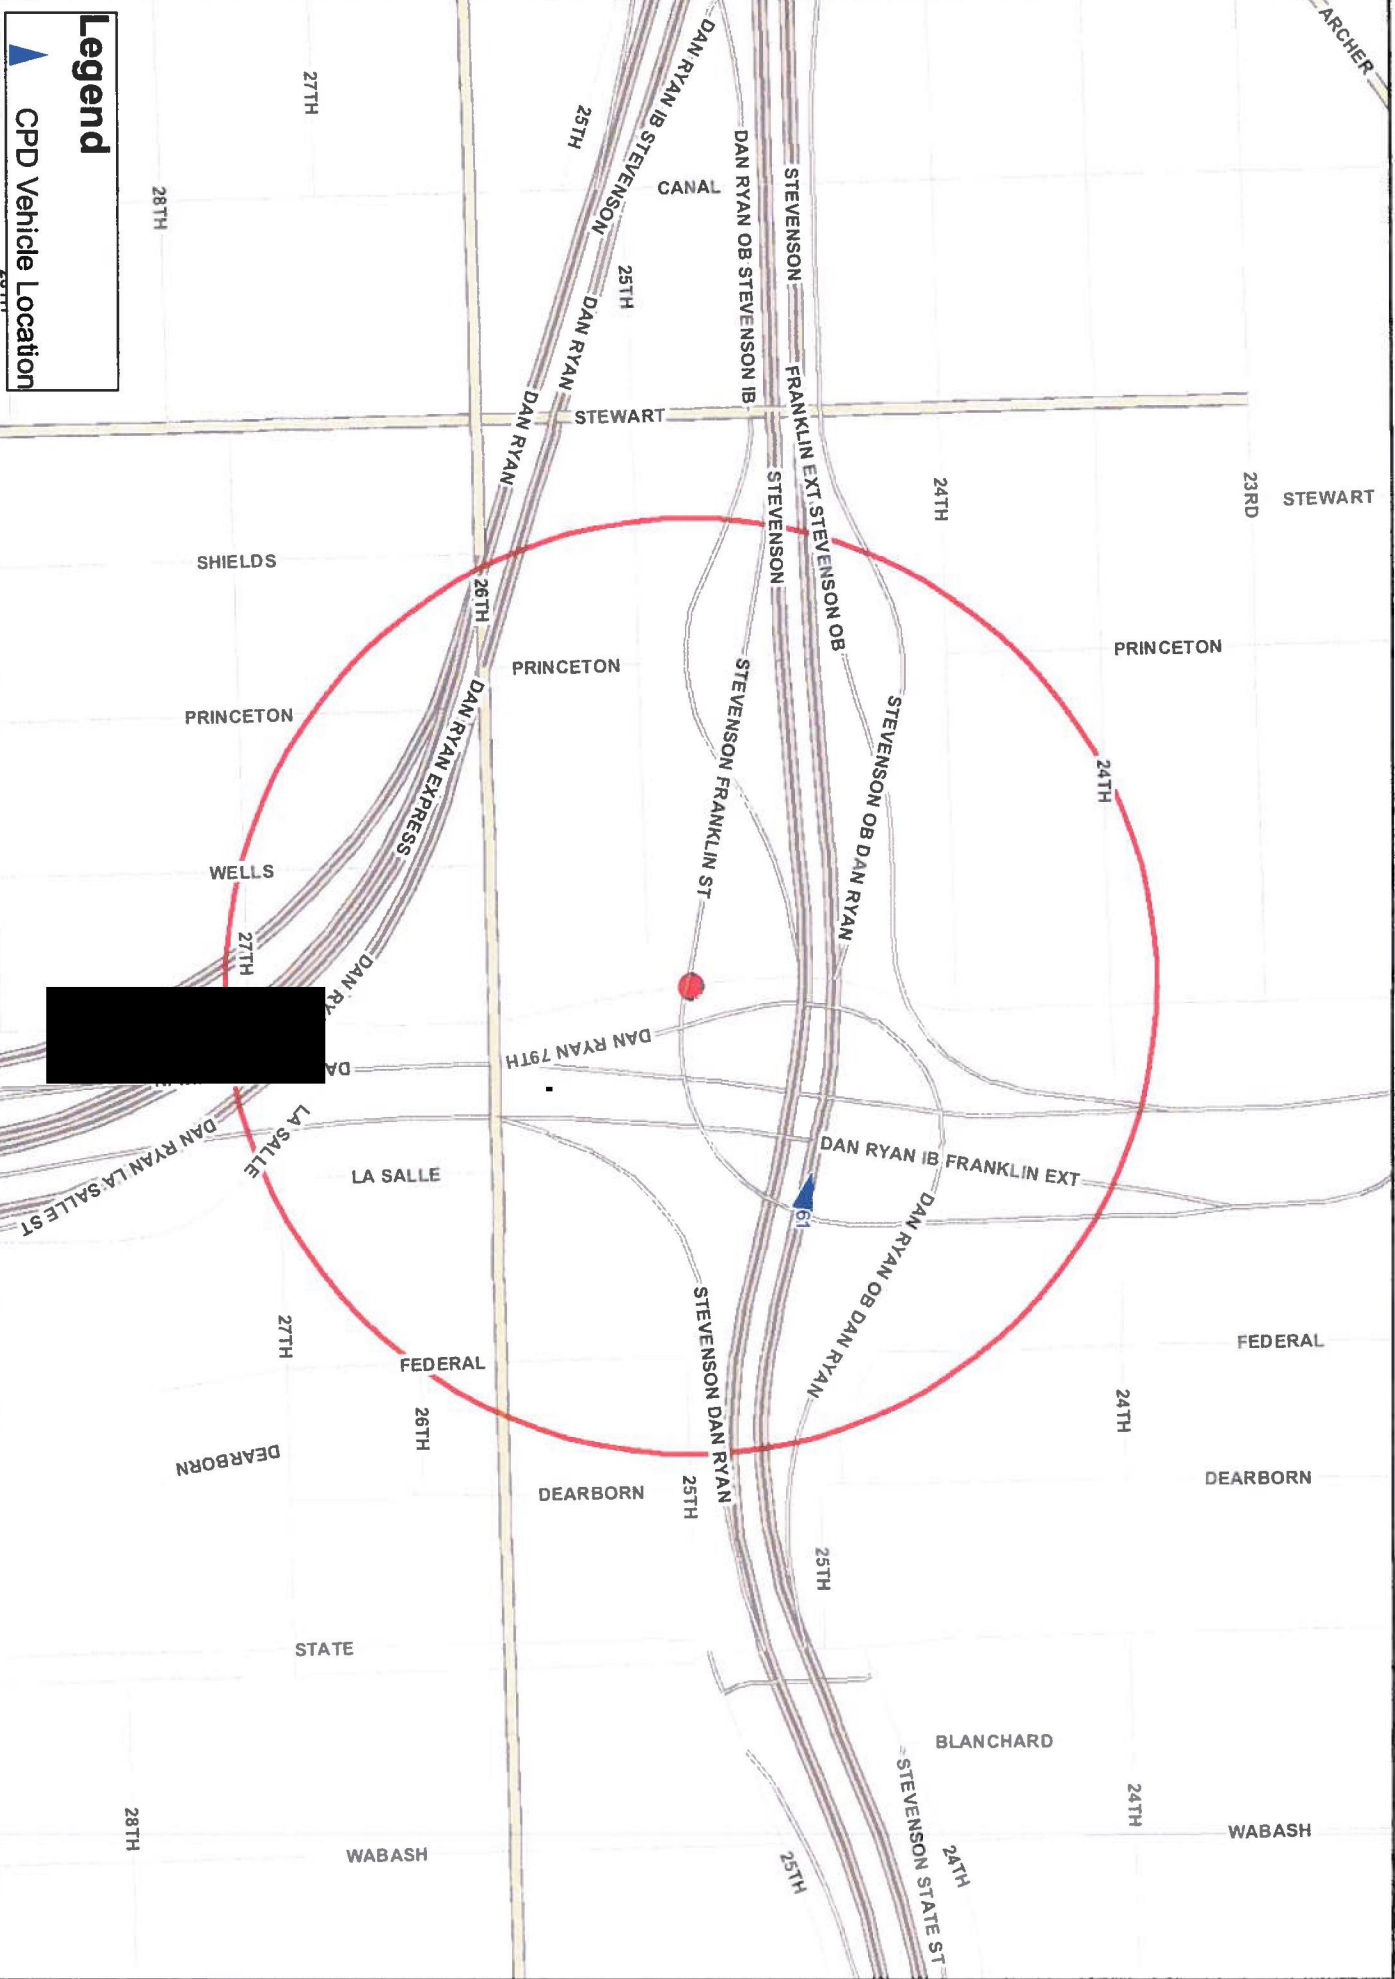 Legend
CPD Vehicle Location
ARCHER
27TH
25TH
DAN RYAN IB STEVENSON
28TH
CANAL
DAN RYAN OB STEVENSON IB
STEVENSON
25TH
DAN RYAN
DAN RYAN
STEWART
FRANKLIN EXT STEVENSON OB
STEVENSON
24TH
23RD
STEWART
SHIELDS
26TH
PRINCETON
PRINCETON
PRINCETON
DAN RYAN EXPRESS
STEVENSON FRANKLIN ST
STEVENSON OB DAN RYAN
24TH
WELLS
27TH
DAN RY
DAN RYAN 79TH
DA
LA SALLE
DAN RYAN LA SALLE ST
LA SALLE
DAN RYAN IB FRANKLIN EXT
61
DAN RYAN OB DAN RYAN
STEVENSON DAN RYAN
27TH
FEDERAL
FEDERAL
26TH
24TH
DEARBORN
DEARBORN
25TH
DEARBORN
25TH
STATE
BLANCHARD
STEVENSON STATE ST
24TH
28TH
WABASH
25TH
24TH
WABASH